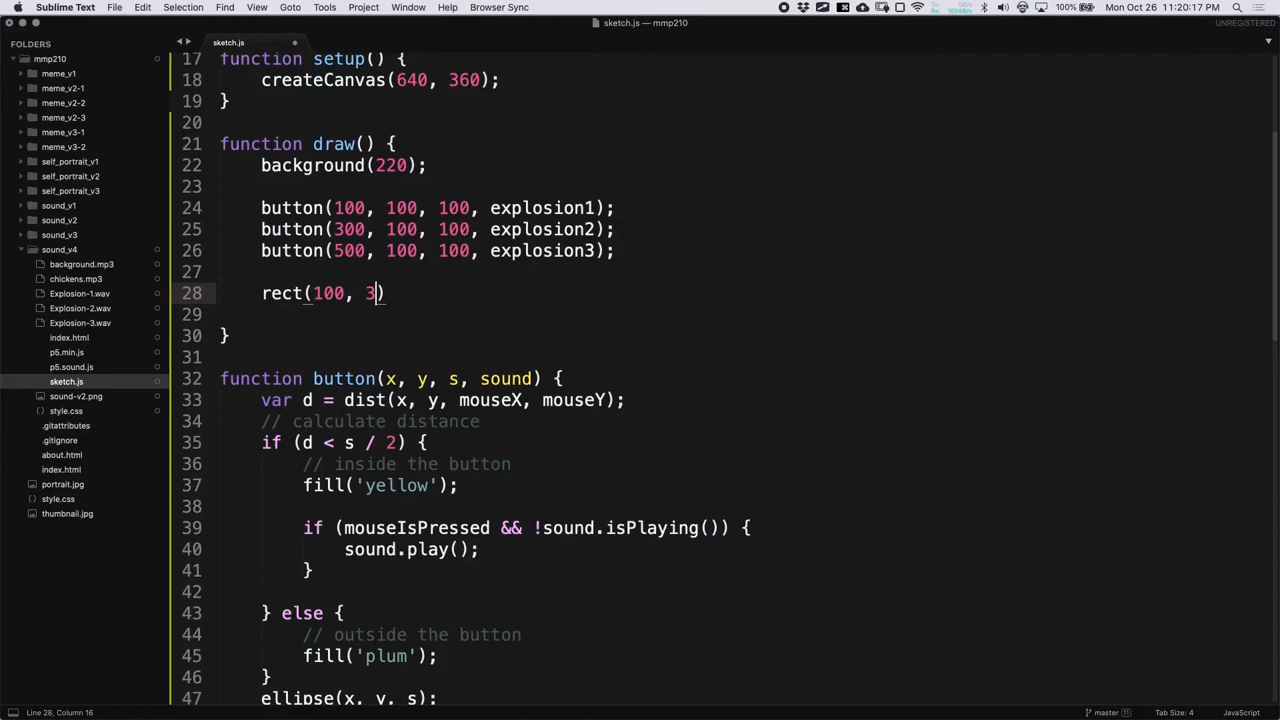 Sublime Text File Edit Selection Find View Goto Tools Project Window Help Browser Sync 100% Mon Oct 26 11:20:17 PM
sketch.js — mmp210
UNREGISTERED
FOLDERS
mmp210
meme_v1
meme_v2-1
meme_v2-2
meme_v2-3
meme_v3-1
meme_v3-2
self_portrait_v1
self_portrait_v2
self_portrait_v3
sound_v1
sound_v2
sound_v3
sound_v4
background.mp3
chickens.mp3
Explosion-1.wav
Explosion-2.wav
Explosion-3.wav
index.html
p5.min.js
p5.sound.js
sketch.js
sound-v2.png
style.css
.gitattributes
.gitignore
about.html
index.html
portrait.jpg
style.css
thumbnail.jpg
sketch.js
17 function setup() {
18 createCanvas(640, 360);
19 }
20
21 function draw() {
22 background(220);
23
24 button(100, 100, 100, explosion1);
25 button(300, 100, 100, explosion2);
26 button(500, 100, 100, explosion3);
27
28 rect(100, 3)
29
30 }
31
32 function button(x, y, s, sound) {
33 var d = dist(x, y, mouseX, mouseY);
34 // calculate distance
35 if (d < s / 2) {
36 // inside the button
37 fill('yellow');
38
39 if (mouseIsPressed && !sound.isPlaying()) {
40 sound.play();
41 }
42
43 } else {
44 // outside the button
45 fill('plum');
46 }
47 ellipse(x, y, s);
Line 28, Column 16
master 11
Tab Size: 4
JavaScript